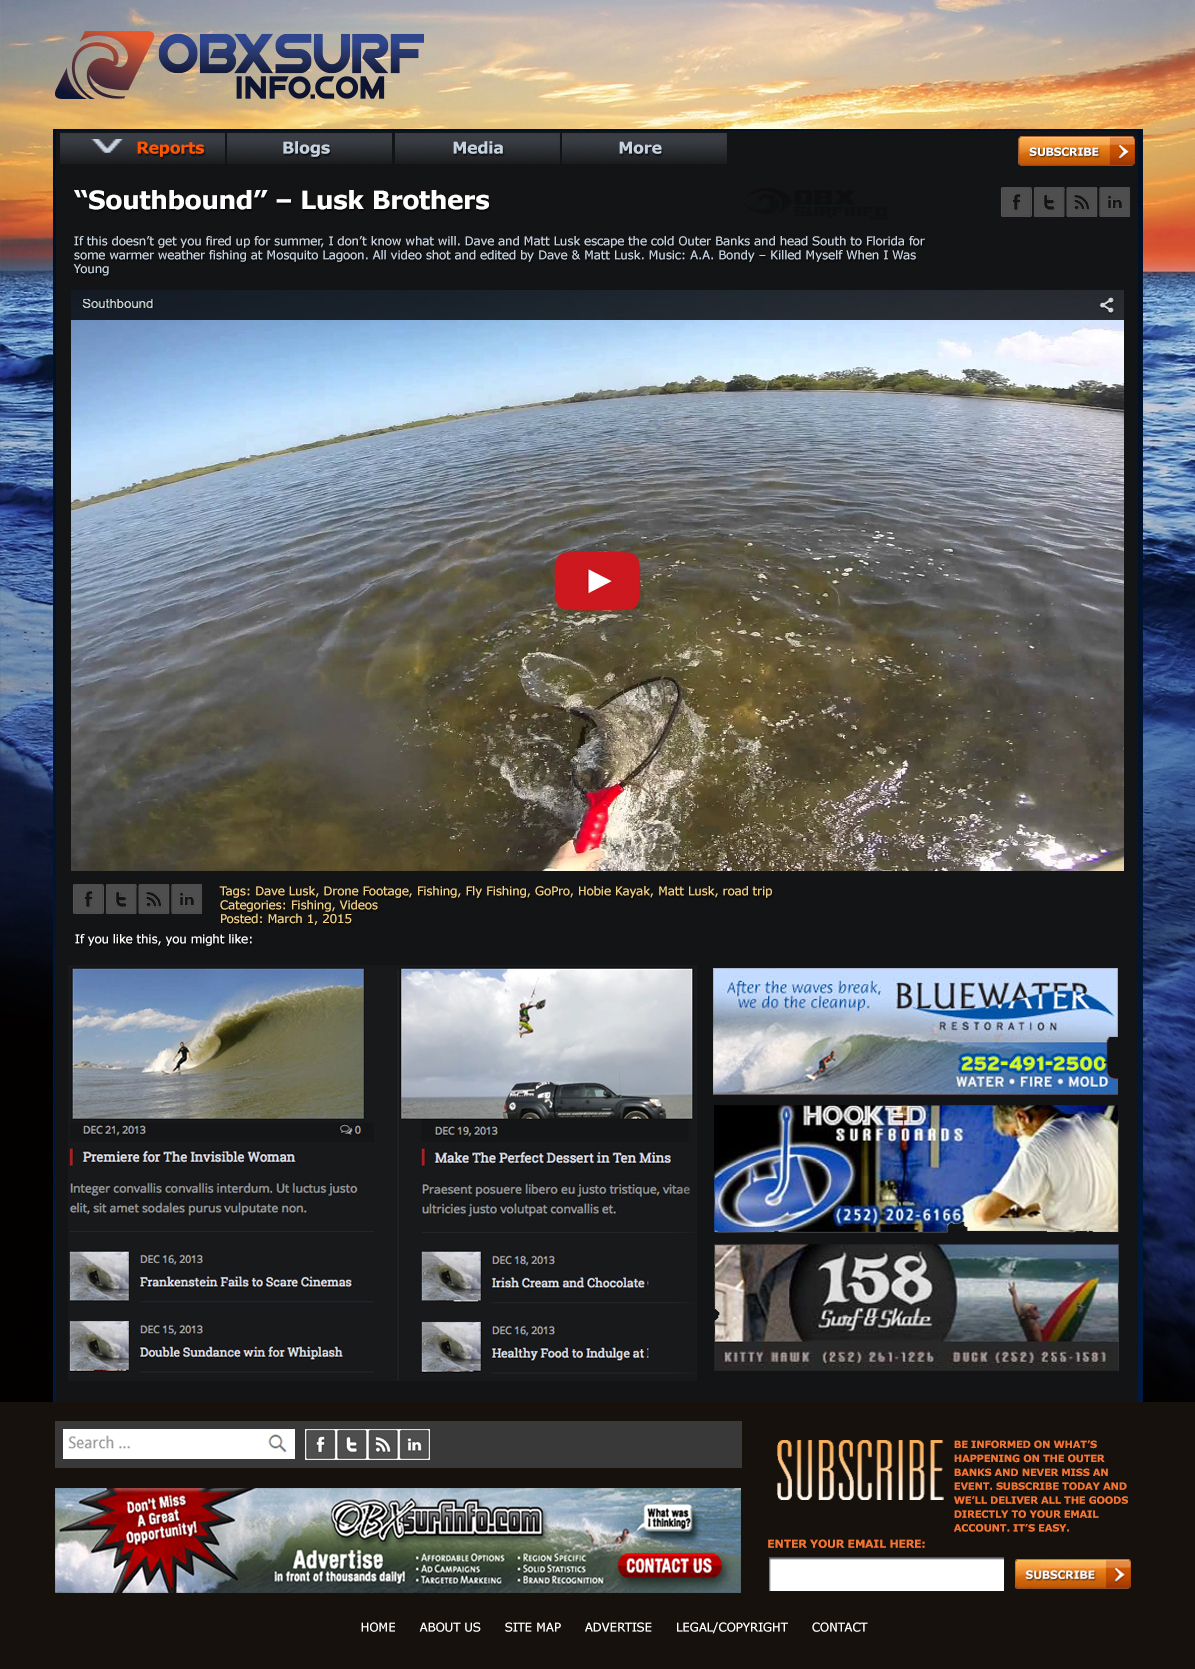 OBXSURF
INFO.COM
Reports
Blogs
Media
More
SUBSCRIBE
“Southbound” – Lusk Brothers
If this doesn’t get you fired up for summer, I don’t know what will. Dave and Matt Lusk escape the cold Outer Banks and head South to Florida for
some warmer weather fishing at Mosquito Lagoon. All video shot and edited by Dave & Matt Lusk. Music: A.A. Bondy – Killed Myself When I Was
Young
Southbound
Tags: Dave Lusk, Drone Footage, Fishing, Fly Fishing, GoPro, Hobie Kayak, Matt Lusk, road trip
Categories: Fishing, Videos
Posted: March 1, 2015
If you like this, you might like:
DEC 21, 2013
0
Premiere for The Invisible Woman
Integer convallis convallis interdum. Ut luctus justo
elit, sit amet sodales purus vulputate non.
DEC 16, 2013
Frankenstein Fails to Scare Cinemas
DEC 15, 2013
Double Sundance win for Whiplash
DEC 19, 2013
Make The Perfect Dessert in Ten Mins
Praesent posuere libero eu justo tristique, vitae
ultricies justo volutpat convallis et.
DEC 18, 2013
Irish Cream and Chocolate
DEC 16, 2013
Healthy Food to Indulge at
After the waves break,
we do the cleanup.
BLUEWATER
RESTORATION
252-491-2500
WATER • FIRE • MOLD
HOOKED
SURFBOARDS
(252) 202-6166
158
Surf & Skate
KITTY HAWK (252) 261-1226 DUCK (252) 255-1581
Search ...
Don't Miss
A Great
Opportunity!
OBXsurfinfo.com
What was
I thinking?
Advertise
in front of thousands daily!
• AFFORDABLE OPTIONS
• AD CAMPAIGNS
• TARGETED MARKEING
• REGION SPECIFIC
• SOLID STATISTICS
• BRAND RECOGNITION
CONTACT US
SUBSCRIBE
BE INFORMED ON WHAT’S
HAPPENING ON THE OUTER
BANKS AND NEVER MISS AN
EVENT. SUBSCRIBE TODAY AND
WE’LL DELIVER ALL THE GOODS
DIRECTLY TO YOUR EMAIL
ACCOUNT. IT’S EASY.
ENTER YOUR EMAIL HERE:
SUBSCRIBE
HOME ABOUT US SITE MAP ADVERTISE LEGAL/COPYRIGHT CONTACT